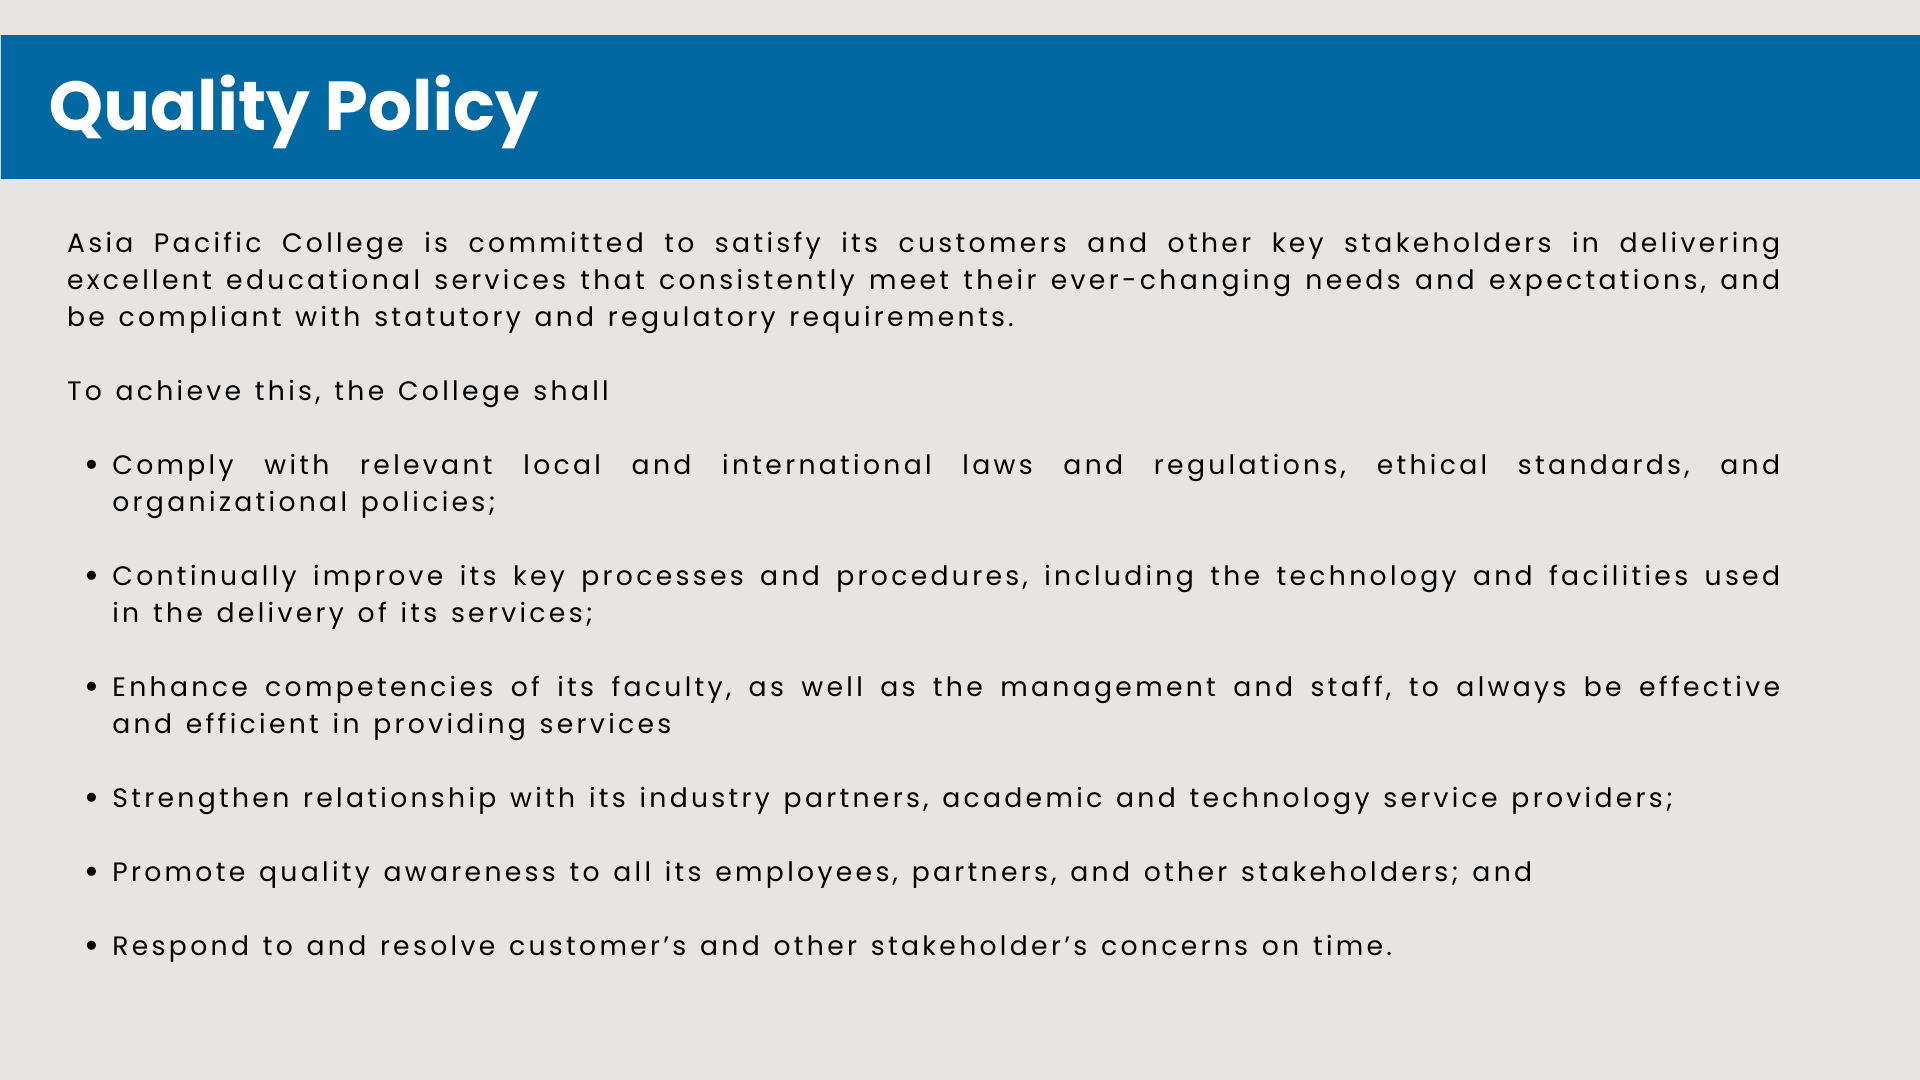 Quality Policy
Asia Pacific College is committed to satisfy its customers and other key stakeholders in delivering
excellent educational services that consistently meet their ever-changing needs and expectations, and
be compliant with statutory and regulatory requirements.
To achieve this, the College shall
• Comply with relevant local and international laws and regulations, ethical standards, and
organizational policies;
• Continually improve its key processes and procedures, including the technology and facilities used
in the delivery of its services;
• Enhance competencies of its faculty, as well as the management and staff, to always be effective
and efficient in providing services
• Strengthen relationship with its industry partners, academic and technology service providers;
• Promote quality awareness to all its employees, partners, and other stakeholders; and
• Respond to and resolve customer’s and other stakeholder’s concerns on time.